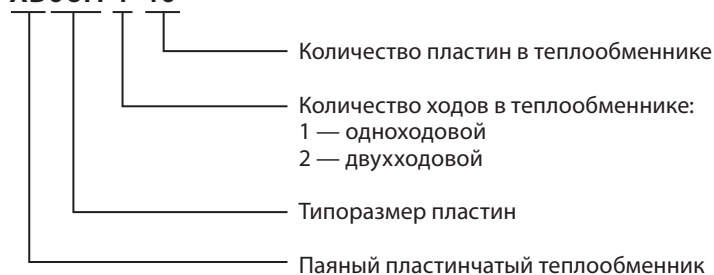 Количество пластин в теплообменнике
Количество ходов в теплообменнике:
1 — одноходовой
2 — двухходовой
Типоразмер пластин
Паяный пластинчатый теплообменник